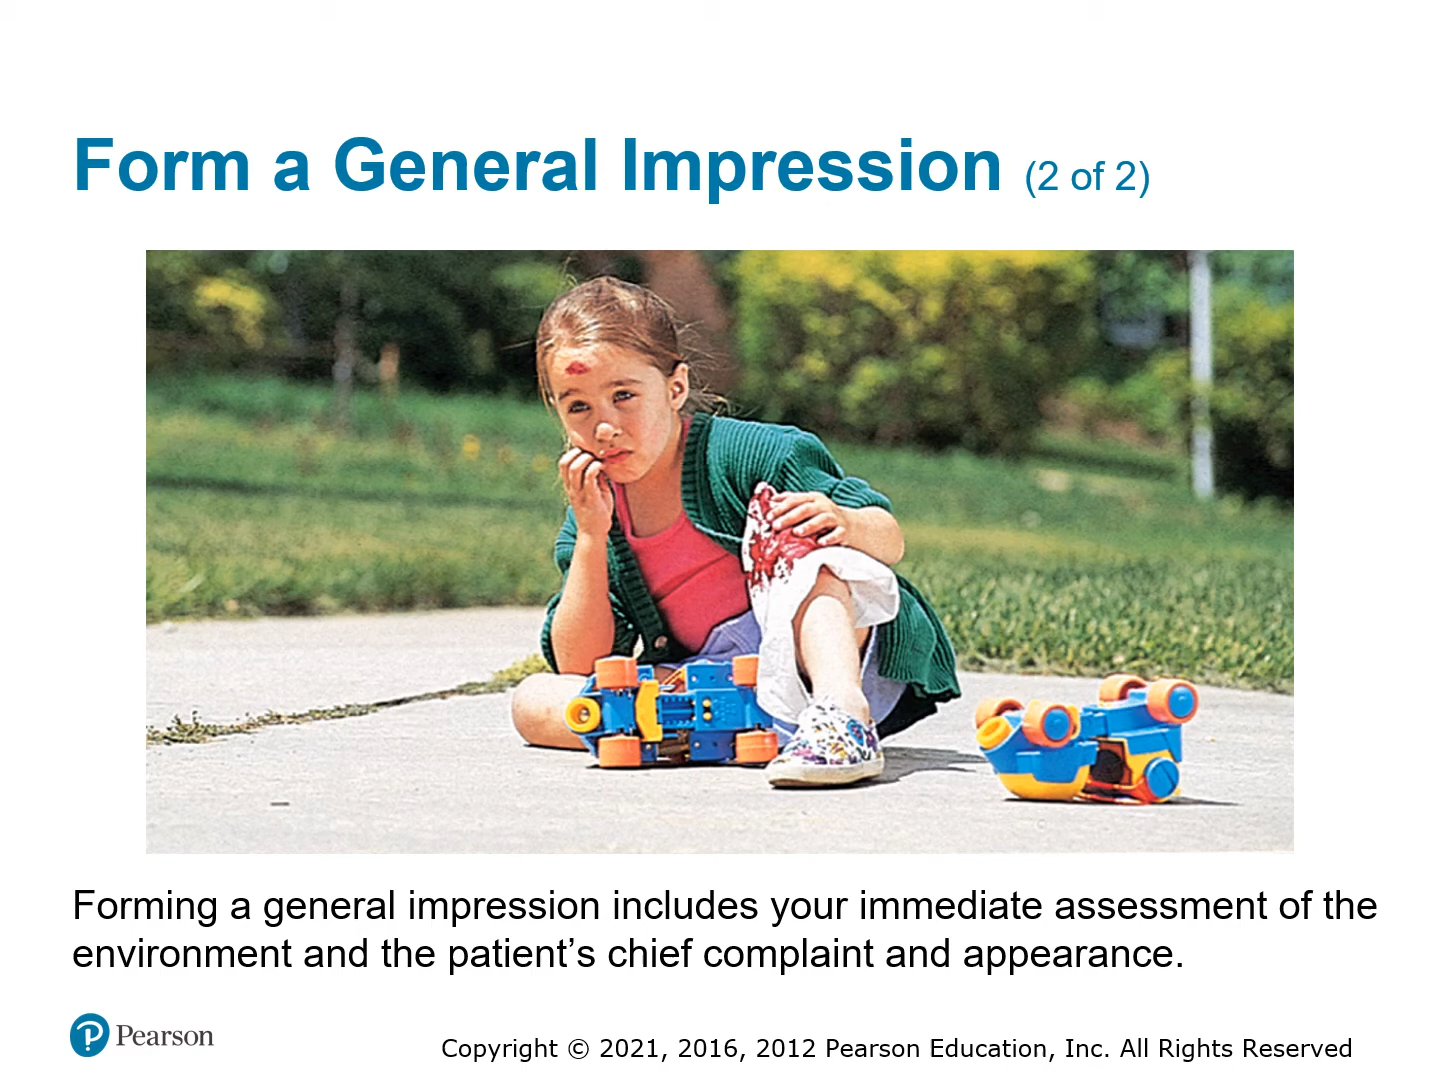 Form a General Impression (2 of 2)
Forming a general impression includes your immediate assessment of the
environment and the patient’s chief complaint and appearance.
Pearson
Copyright © 2021, 2016, 2012 Pearson Education, Inc. All Rights Reserved